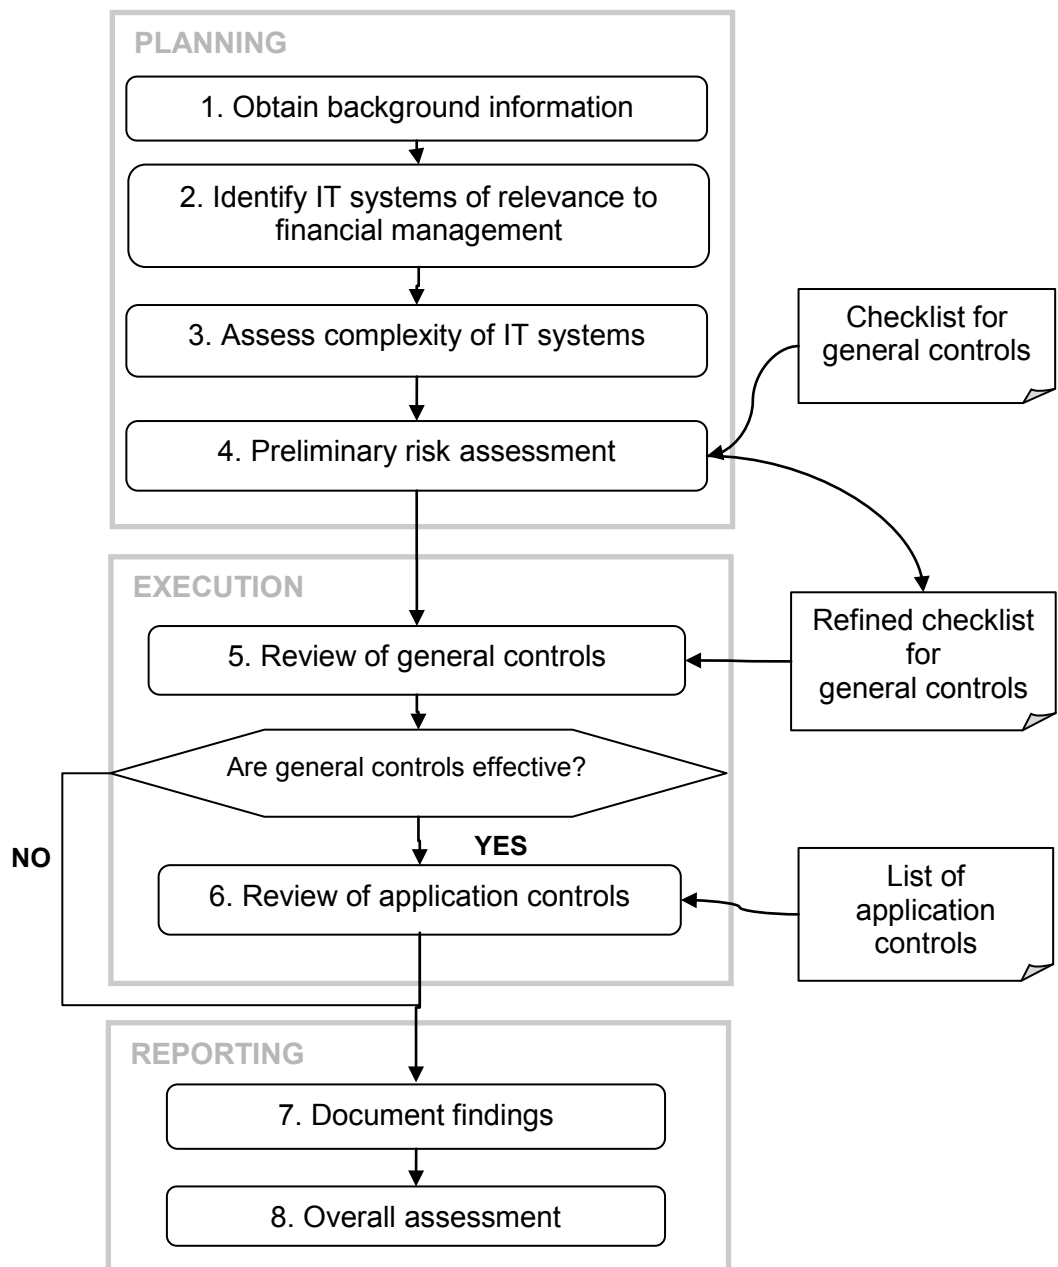 PLANNING
1. Obtain background information
2. Identify IT systems of relevance to
financial management
3. Assess complexity of IT systems
Checklist for
general controls
4. Preliminary risk assessment
EXECUTION
5. Review of general controls
Refined checklist
for
general controls
Are general controls effective?
NO
YES
6. Review of application controls
List of
application
controls
REPORTING
7. Document findings
8. Overall assessment